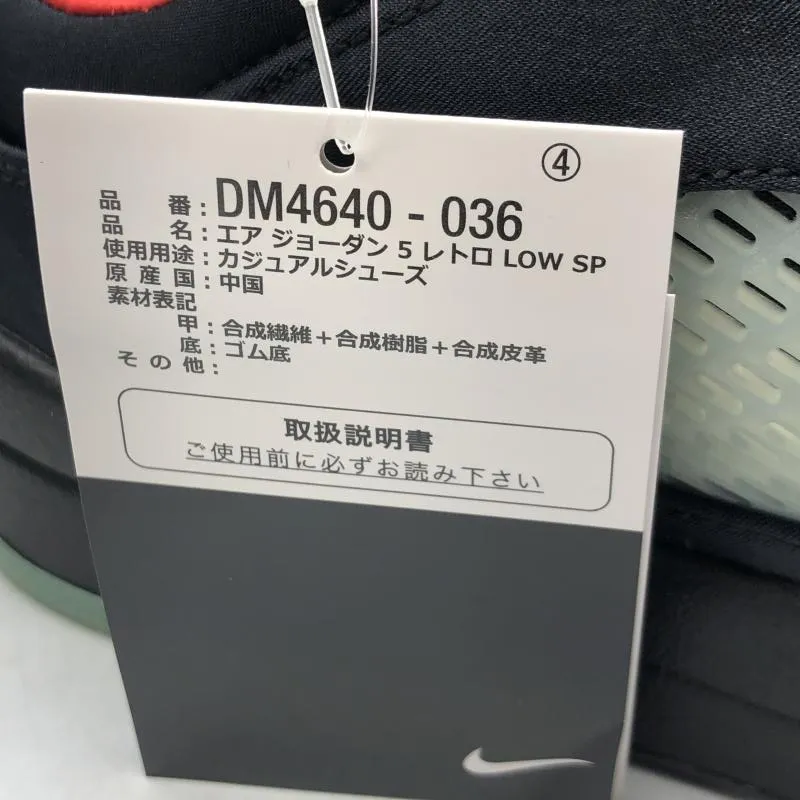 ④
品番：DM4640 - 036
品名：エア ジョーダン 5 レトロ LOW SP
使用用途：カジュアルシューズ
原産国：中国
素材表記
甲：合成繊維＋合成樹脂＋合成皮革
底：ゴム底
その他：
取扱説明書
ご使用前に必ずお読み下さい